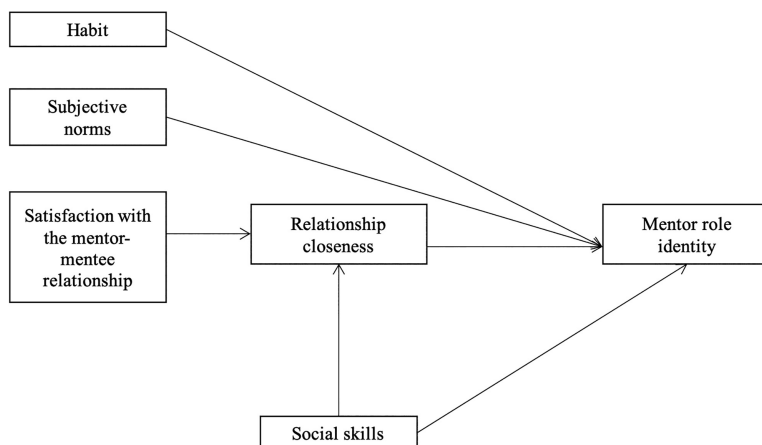 Habit
Subjective
norms
Satisfaction with
the mentor-
mentee
relationship
Relationship
closeness
Mentor role
identity
Social skills